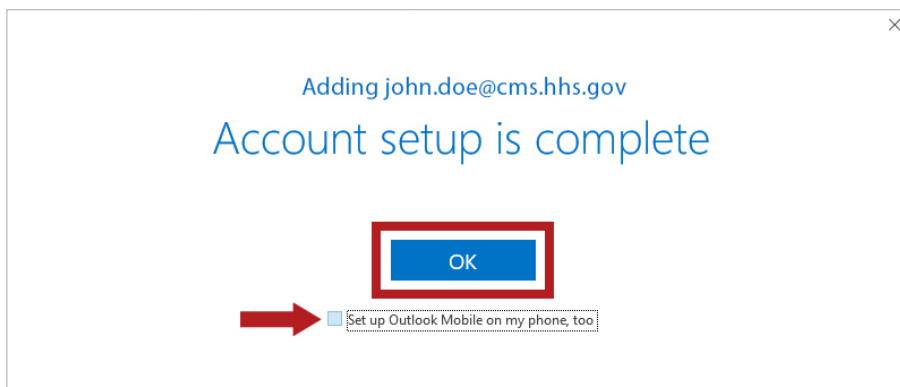 Adding john.doe@cms.hhs.gov
Account setup is complete
OK
Set up Outlook Mobile on my phone, too